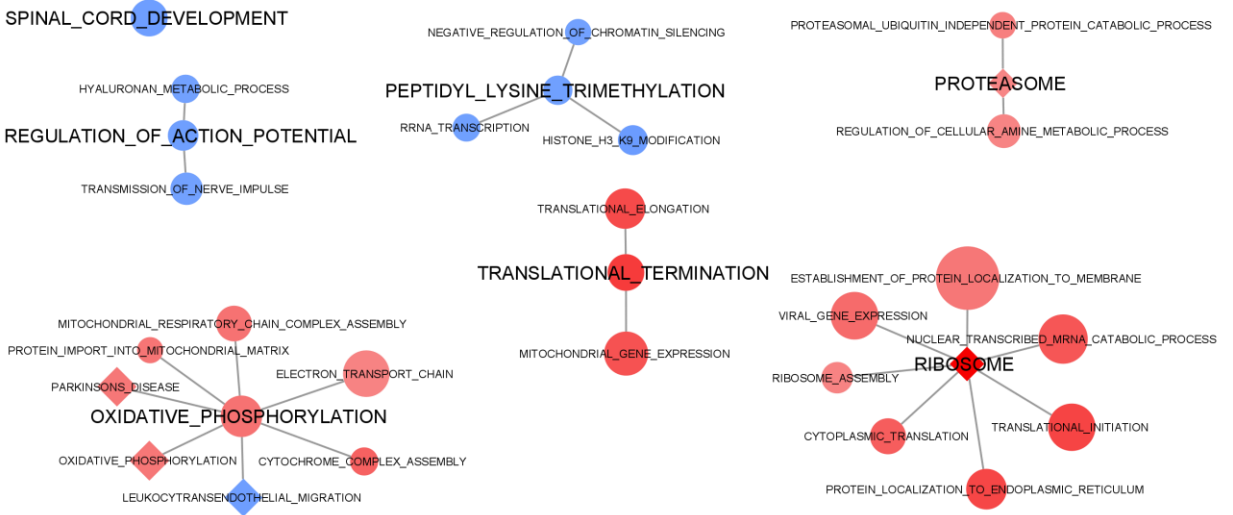 SPINAL_CORD_DEVELOPMENT
HYALURONAN_METABOLIC_PROCESS
REGULATION_OF_ACTION_POTENTIAL
TRANSMISSION_OF_NERVE_IMPULSE
NEGATIVE_REGULATION_OF_CHROMATIN_SILENCING
PEPTIDYL_LYSINE_TRIMETHYLATION
RRNA_TRANSCRIPTION
HISTONE_H3_K9_MODIFICATION
PROTEASOMAL_UBIQUITIN_INDEPENDENT_PROTEIN_CATABOLIC_PROCESS
PROTEASOME
REGULATION_OF_CELLULAR_AMINE_METABOLIC_PROCESS
TRANSLATIONAL_ELONGATION
TRANSLATIONAL_TERMINATION
MITOCHONDRIAL_GENE_EXPRESSION
MITOCHONDRIAL_RESPIRATORY_CHAIN_COMPLEX_ASSEMBLY
PROTEIN_IMPORT_INTO_MITOCHONDRIAL_MATRIX
ELECTRON_TRANSPORT_CHAIN
PARKINSONS_DISEASE
OXIDATIVE_PHOSPHORYLATION
OXIDATIVE_PHOSPHORYLATION
CYTOCHROME_COMPLEX_ASSEMBLY
LEUKOCYTRANSENDOTHELIAL_MIGRATION
ESTABLISHMENT_OF_PROTEIN_LOCALIZATION_TO_MEMBRANE
VIRAL_GENE_EXPRESSION
NUCLEAR_TRANSCRIBED_MRNA_CATABOLIC_PROCESS
RIBOSOME
RIBOSOME_ASSEMBLY
TRANSLATIONAL_INITIATION
CYTOPLASMIC_TRANSLATION
PROTEIN_LOCALIZATION_TO_ENDOPLASMIC_RETICULUM